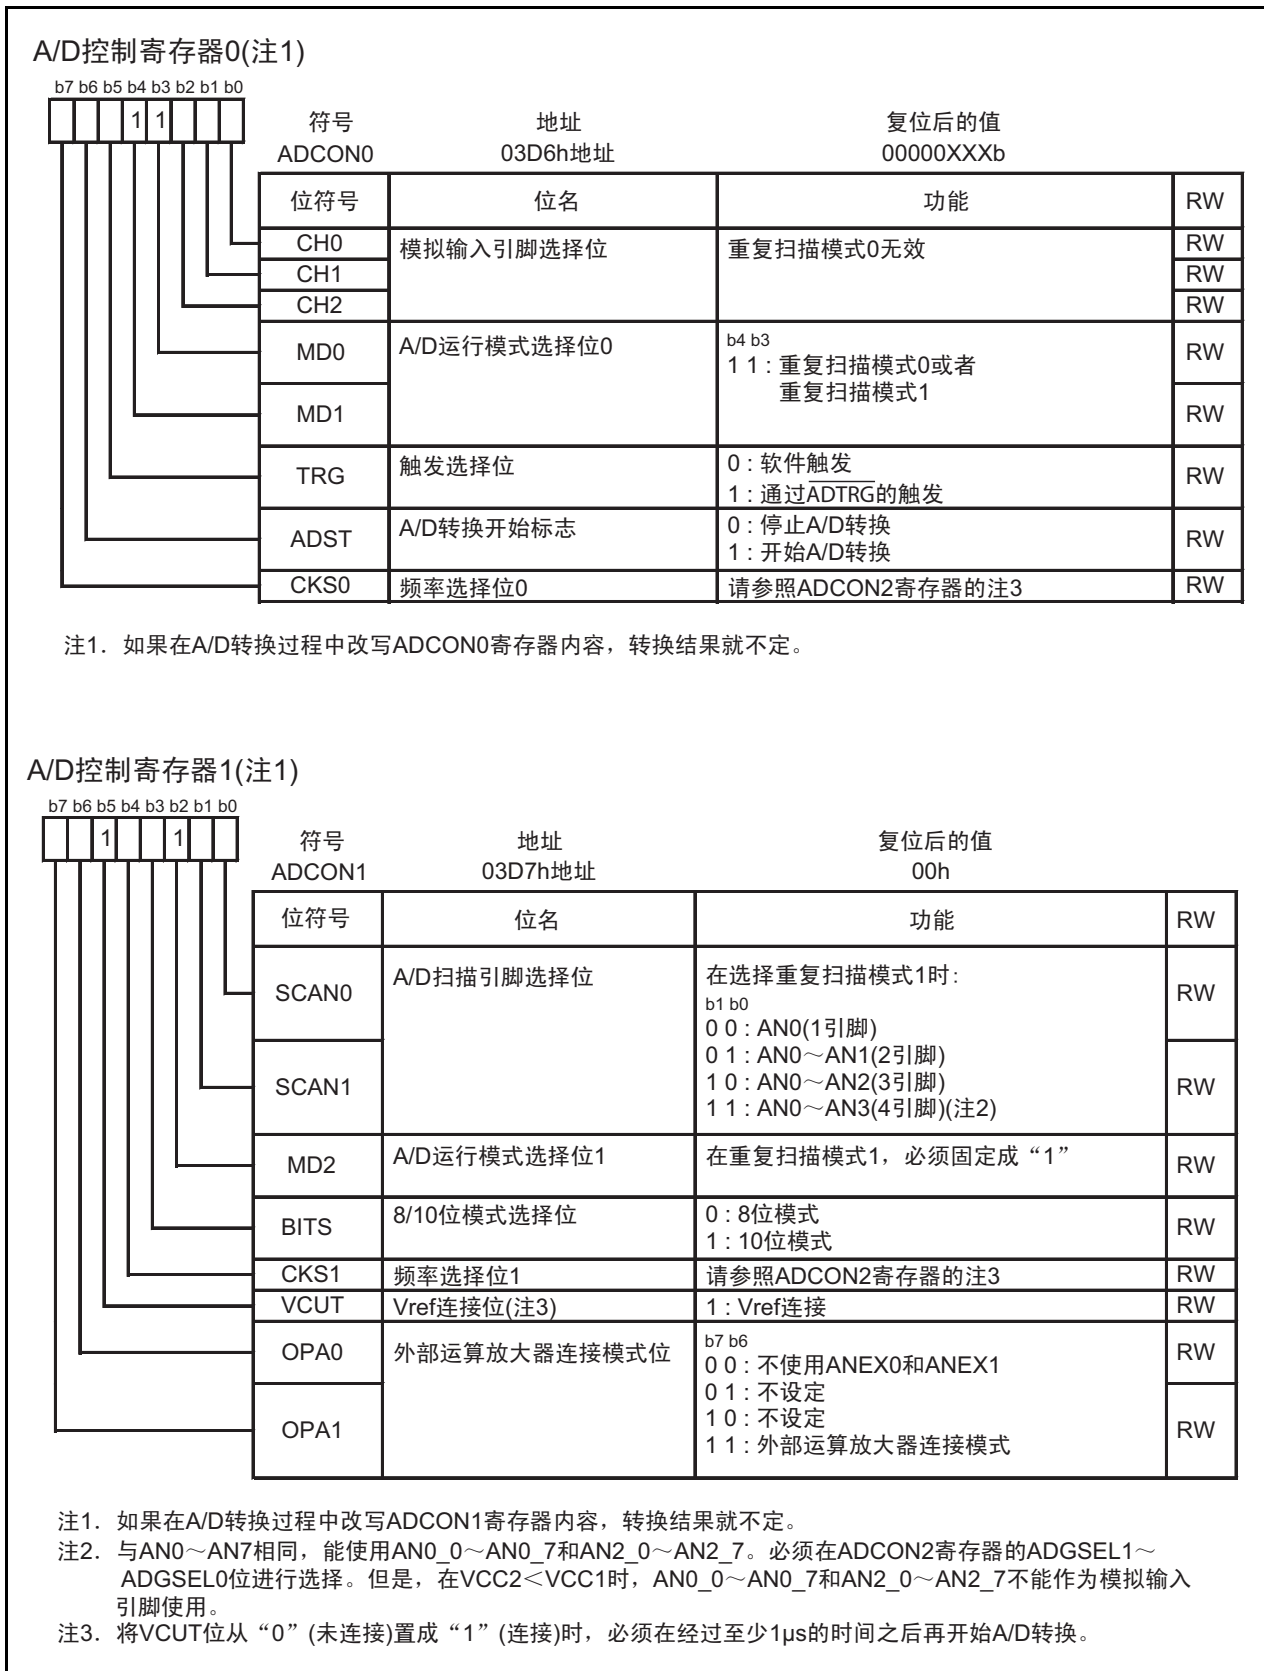 A/D控制寄存器0(注1)
b7 b6 b5 b4 b3 b2 b1 b0
1 1
符号 地址 复位后的值
ADCON0 03D6h地址 00000XXXb
位符号 位名 功能 RW
CH0 模拟输入引脚选择位 重复扫描模式0无效 RW
CH1 RW
CH2 RW
MD0 A/D运行模式选择位0 b4 b3 RW
1 1 : 重复扫描模式0或者
重复扫描模式1
MD1 RW
TRG 触发选择位 0 : 软件触发 RW
1 : 通过ADTRG的触发
ADST A/D转换开始标志 0 : 停止A/D转换 RW
1 : 开始A/D转换
CKS0 频率选择位0 请参照ADCON2寄存器的注3 RW
注1. 如果在A/D转换过程中改写ADCON0寄存器内容，转换结果就不定。
A/D控制寄存器1(注1)
b7 b6 b5 b4 b3 b2 b1 b0
1 1
符号 地址 复位后的值
ADCON1 03D7h地址 00h
位符号 位名 功能 RW
SCAN0 A/D扫描引脚选择位 在选择重复扫描模式1时： RW
b1 b0
0 0 : AN0(1引脚)
0 1 : AN0～AN1(2引脚)
SCAN1 1 0 : AN0～AN2(3引脚) RW
1 1 : AN0～AN3(4引脚)(注2)
MD2 A/D运行模式选择位1 在重复扫描模式1，必须固定成“1” RW
BITS 8/10位模式选择位 0 : 8位模式 RW
1 : 10位模式
CKS1 频率选择位1 请参照ADCON2寄存器的注3 RW
VCUT Vref连接位(注3) 1 : Vref连接 RW
OPA0 外部运算放大器连接模式位 b7 b6 RW
0 0 : 不使用ANEX0和ANEX1
0 1 : 不设定
OPA1 1 0 : 不设定 RW
1 1 : 外部运算放大器连接模式
注1. 如果在A/D转换过程中改写ADCON1寄存器内容，转换结果就不定。
注2. 与AN0～AN7相同，能使用AN0_0～AN0_7和AN2_0～AN2_7。必须在ADCON2寄存器的ADGSEL1～
ADGSEL0位进行选择。但是，在VCC2＜VCC1时，AN0_0～AN0_7和AN2_0～AN2_7不能作为模拟输入
引脚使用。
注3. 将VCUT位从“0”(未连接)置成“1”(连接)时，必须在经过至少1μs的时间之后再开始A/D转换。